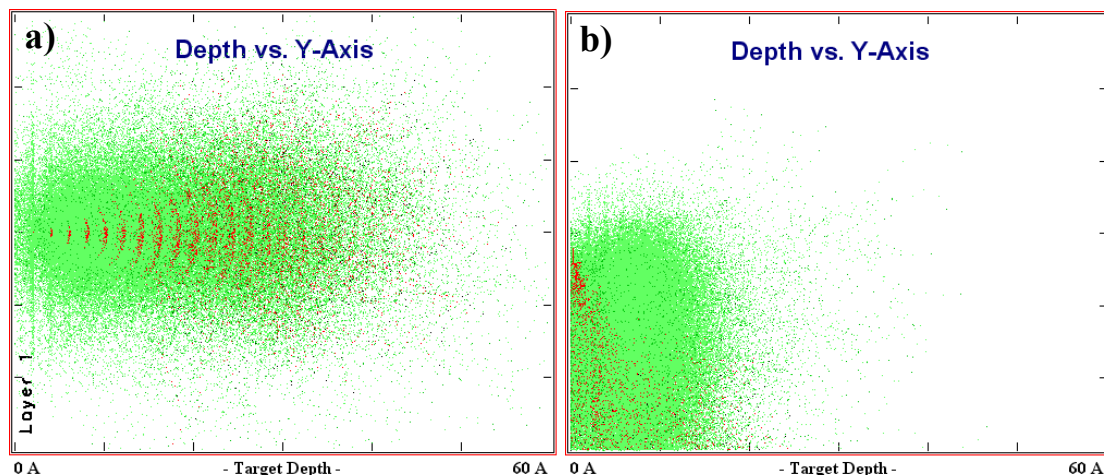 a)
Depth vs. Y-Axis
Layer 1
0 A
- Target Depth -
60 A
b)
Depth vs. Y-Axis
0 A
- Target Depth -
60 A